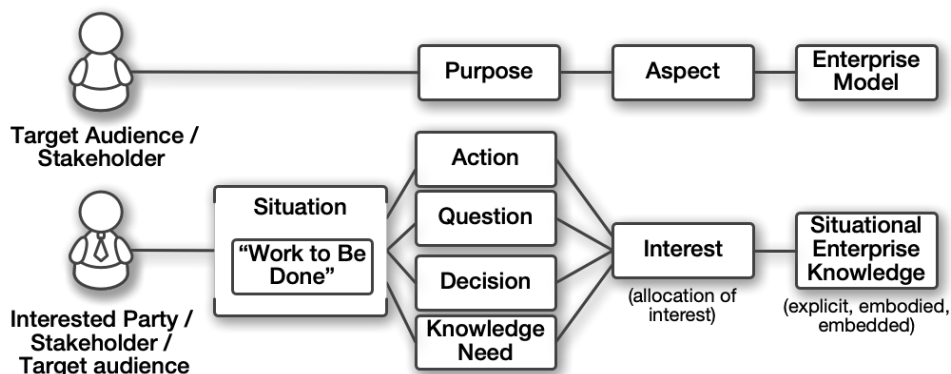 Purpose
Aspect
Enterprise
Model
Target Audience /
Stakeholder
Action
Situation
Question
“Work to Be
Done”
Decision
Knowledge
Need
Interest
(allocation of
interest)
Situational
Enterprise
Knowledge
(explicit, embodied,
embedded)
Interested Party /
Stakeholder /
Target audience